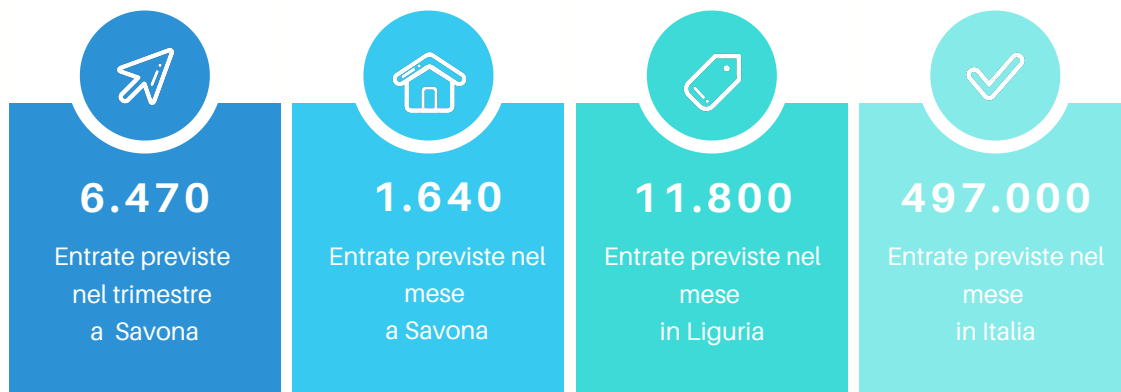 6.470
Entrate previste
nel trimestre
a Savona
1.640
Entrate previste nel
mese
a Savona
11.800
Entrate previste nel
mese
in Liguria
497.000
Entrate previste nel
mese
in Italia